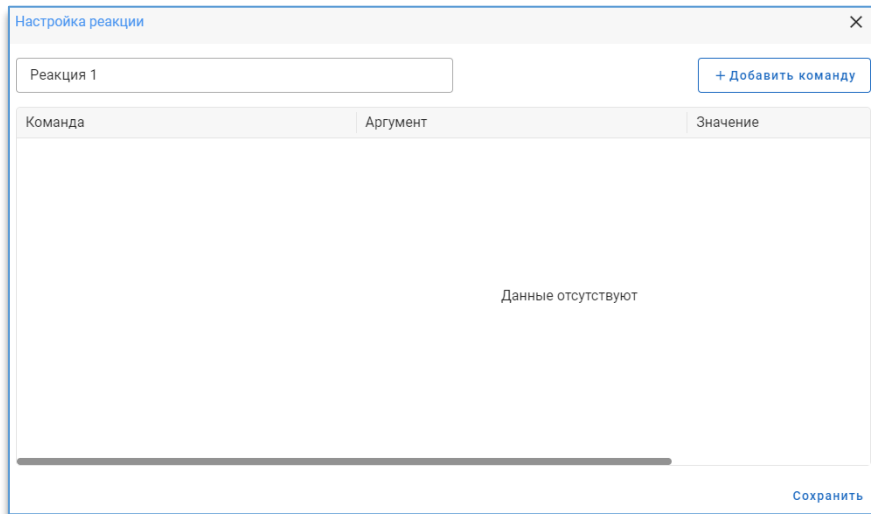 Настройка реакции
Реакция 1
+ Добавить команду
Команда Аргумент Значение
Данные отсутствуют
Сохранить